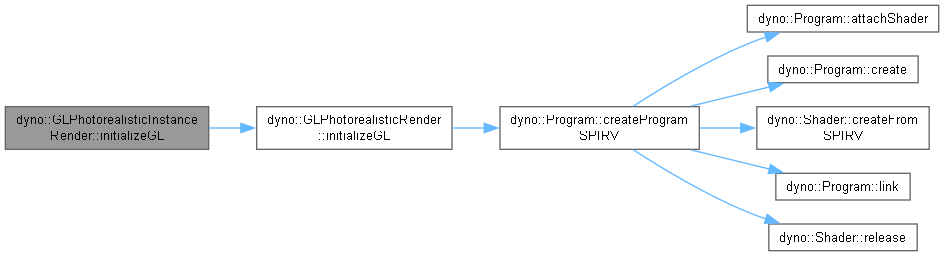 dyno::GLPhotorealisticInstance
Render::initializeGL
dyno::GLPhotorealisticRender
::initializeGL
dyno::Program::createProgram
SPIRV
dyno::Program::attachShader
dyno::Program::create
dyno::Shader::createFrom
SPIRV
dyno::Program::link
dyno::Shader::release